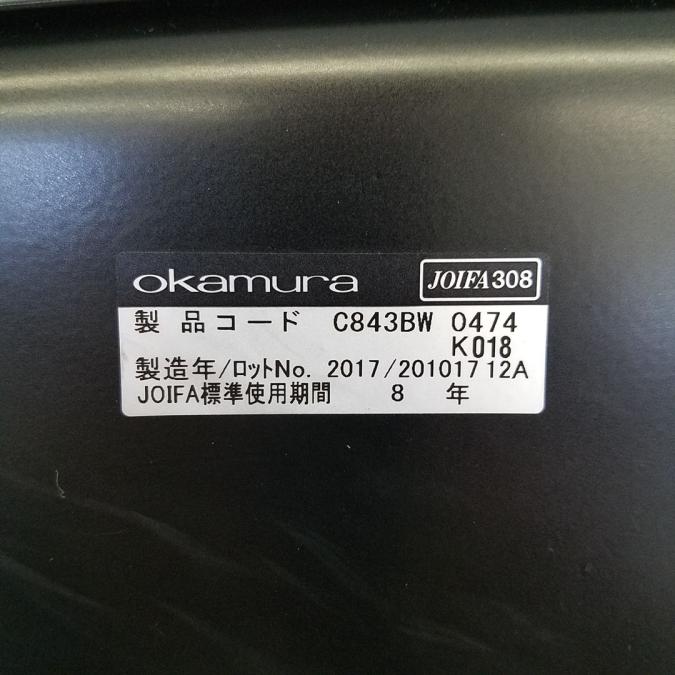 okamura JOIFA308
製品コード C843BW 0474
K018
製造年/ロットNo. 2017/20101712A
JOIFA標準使用期間 8 年